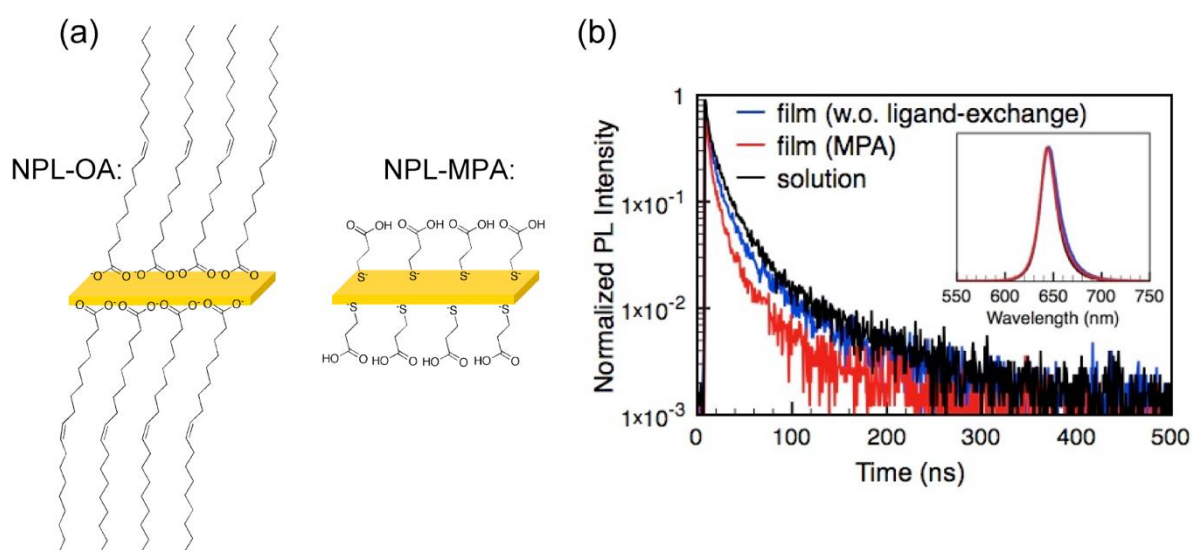 (a)
NPL-OA:
NPL-MPA:
-O O -O O -O O -O O
O O- O O- O O- O O-
O OH O OH O OH O OH
S- S- S- S-
-S -S -S -S
HO O HO O HO O HO O
(b)
Normalized PL Intensity
1
1x10-1
1x10-2
1x10-3
film (w.o. ligand-exchange)
film (MPA)
solution
550 600 650 700 750
Wavelength (nm)
0 100 200 300 400 500
Time (ns)